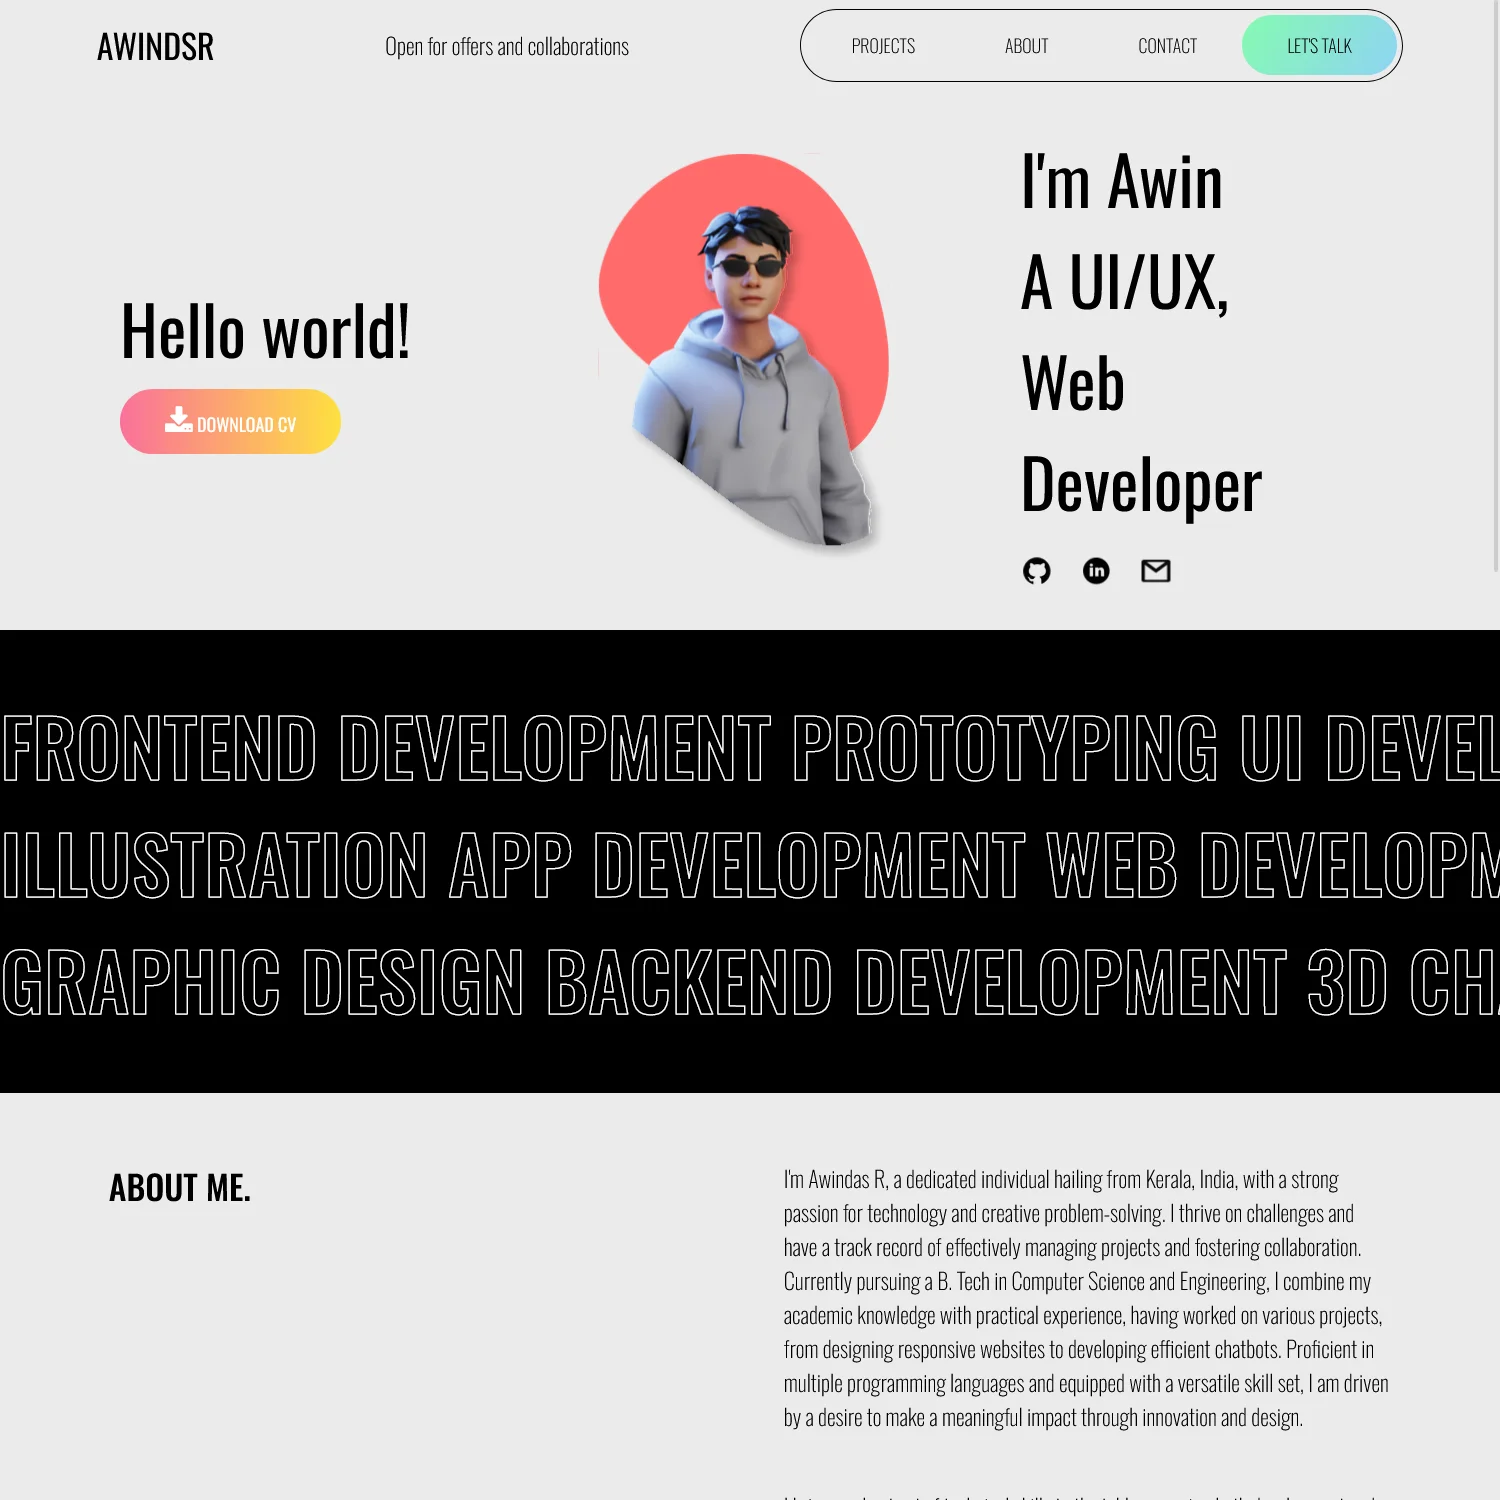 AWINDSR
Open for offers and collaborations
PROJECTS
ABOUT
CONTACT
LET'S TALK
Hello world!
DOWNLOAD CV
I'm Awin
A UI/UX,
Web
Developer
in
FRONTEND DEVELOPMENT PROTOTYPING UI DEVEL
ILLUSTRATION APP DEVELOPMENT WEB DEVELOPM
GRAPHIC DESIGN BACKEND DEVELOPMENT 3D CHA
ABOUT ME.
I'm Awindas R, a dedicated individual hailing from Kerala, India, with a strong
passion for technology and creative problem-solving. I thrive on challenges and
have a track record of effectively managing projects and fostering collaboration.
Currently pursuing a B. Tech in Computer Science and Engineering, I combine my
academic knowledge with practical experience, having worked on various projects,
from designing responsive websites to developing efficient chatbots. Proficient in
multiple programming languages and equipped with a versatile skill set, I am driven
by a desire to make a meaningful impact through innovation and design.